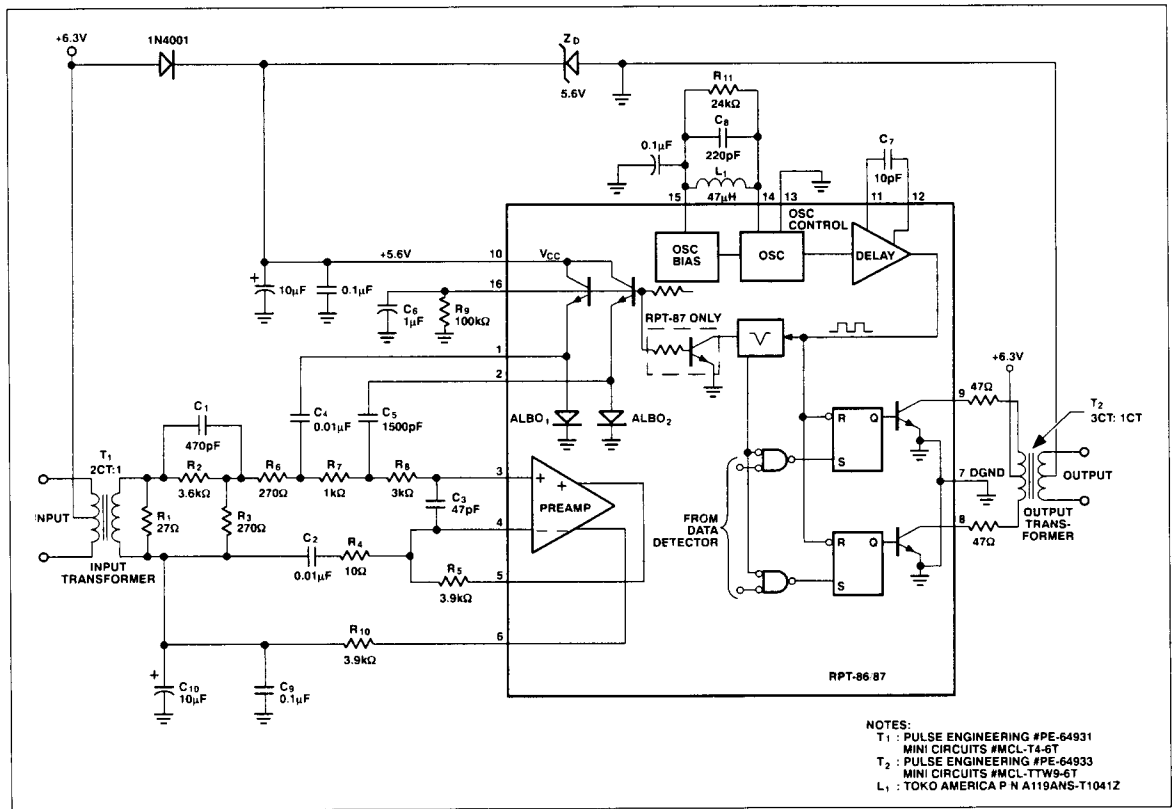 +6.3V
1N4001
ZD
5.6V
R11
24kΩ
C8
220pF
0.1µF
L1
47µH
C7
10pF
15
14
13
11
12
OSC
CONTROL
OSC
BIAS
OSC
DELAY
+5.6V
10
VCC
16
10µF
0.1µF
C6
1µF
R9
100kΩ
RPT-87 ONLY
1
2
+6.3V
C4
0.01µF
C5
1500pF
ALBO1
ALBO2
47Ω
9
T2
3CT: 1CT
C1
470pF
T1
2CT:1
R2
3.6kΩ
R6
270Ω
R7
1kΩ
R8
3kΩ
3
+
+
PREAMP
R
Q
S
7 DGND
OUTPUT
INPUT
R1
27Ω
R3
270Ω
C3
47pF
4
−
−
FROM
DATA
DETECTOR
8
47Ω
OUTPUT
TRANS-
FORMER
INPUT
TRANSFORMER
C2
0.01µF
R4
10Ω
R5
3.9kΩ
5
R
Q
S
R10
3.9kΩ
6
+
C10
10µF
C9
0.1µF
RPT-86/87
NOTES:
T1 : PULSE ENGINEERING #PE-64931
MINI CIRCUITS #MCL-T4-6T
T2 : PULSE ENGINEERING #PE-64933
MINI CIRCUITS #MCL-TTW9-6T
L1 : TOKO AMERICA P N A119ANS-T1041Z